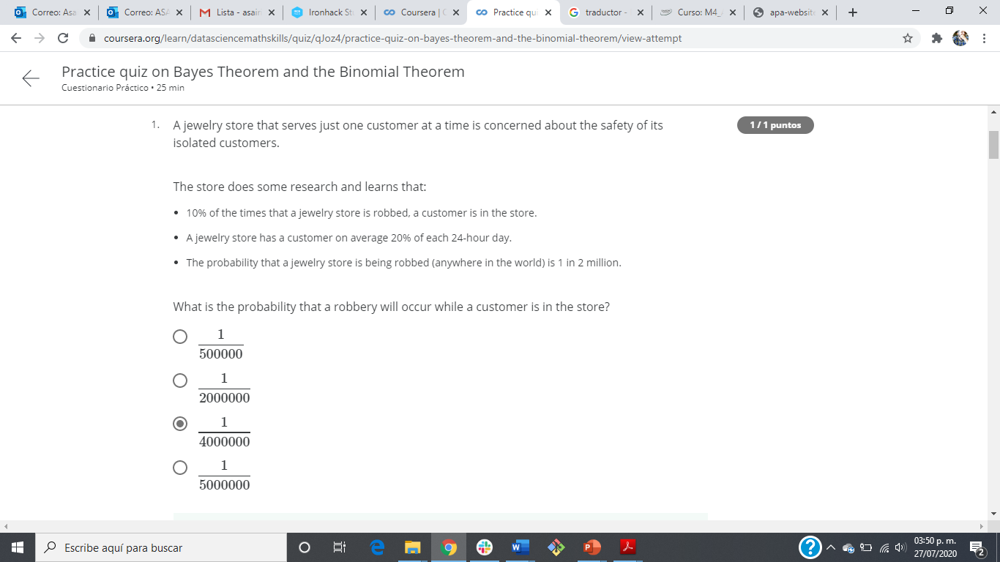 Correo: Asa
Correo: ASA
Lista - asain
Ironhack St
Coursera | C
Practice qu
traductor -
Curso: M4_
apa-website
coursera.org/learn/datasciencemathskills/quiz/qJoz4/practice-quiz-on-bayes-theorem-and-the-binomial-theorem/view-attempt
Practice quiz on Bayes Theorem and the Binomial Theorem
Cuestionario Práctico • 25 min
1. A jewelry store that serves just one customer at a time is concerned about the safety of its
isolated customers.
1 / 1 puntos
The store does some research and learns that:
• 10% of the times that a jewelry store is robbed, a customer is in the store.
• A jewelry store has a customer on average 20% of each 24-hour day.
• The probability that a jewelry store is being robbed (anywhere in the world) is 1 in 2 million.
What is the probability that a robbery will occur while a customer is in the store?
1
500000
1
2000000
1
4000000
1
5000000
Escribe aquí para buscar
03:50 p. m.
27/07/2020
2